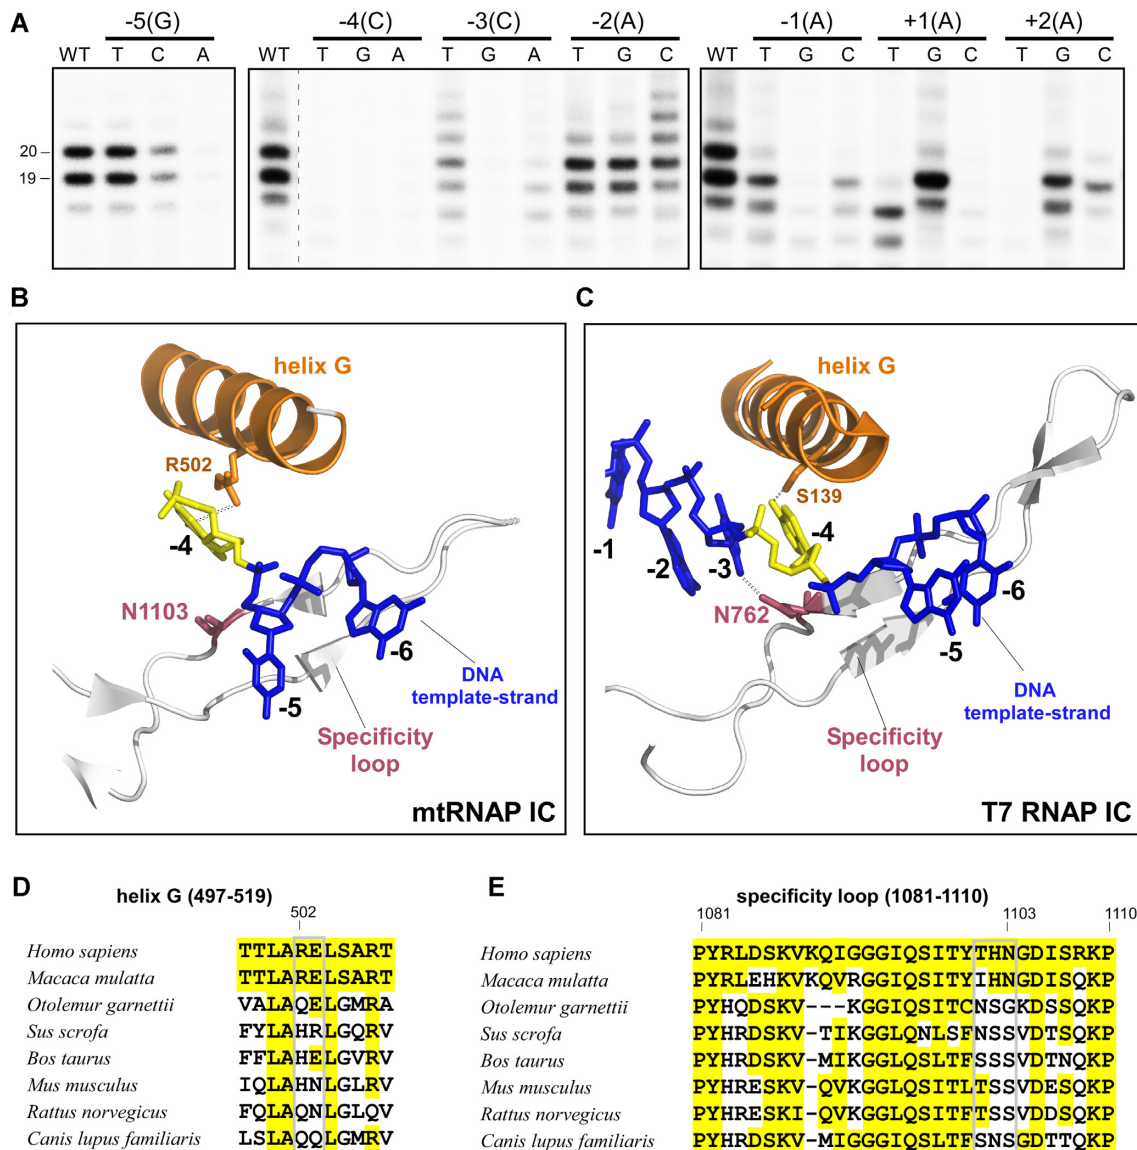 A
-5(G)
-4(C)
-3(C)
-2(A)
-1(A)
+1(A)
+2(A)
WT T C A
WT T G A T G A T G C
WT T G C T G C T G C
20
19
B
helix G
R502
-4
N1103
-6
-5
DNA
template-strand
Specificity
loop
mtRNAP IC
C
helix G
S139
-4
-1
-2
-3
N762
-6
-5
DNA
template-strand
Specificity
loop
T7 RNAP IC
D
helix G (497-519)
502
Homo sapiens TTLARELSART
Macaca mulatta TTLARELSART
Otolemur garnettii VALAQELGMRA
Sus scrofa FYLAHRLGQRV
Bos taurus FFLAHELGVRV
Mus musculus IQLAHNLGLRV
Rattus norvegicus FQLAQNLGLQV
Canis lupus familiaris LSLAQQLGMRV
E
specificity loop (1081-1110)
1081 1103 1110
Homo sapiens PYRLDSKVKQIGGGIQSITYTHNGDISRKP
Macaca mulatta PYRLEHKVKQVRGGIQSITYIHNGDISQKP
Otolemur garnettii PYHQDSKV---KGGIQSITCNSGKDSSQKP
Sus scrofa PYHRDSKV-TIKGGLQNLSFNSSVDTSQKP
Bos taurus PYHRDSKV-MIKGGLQSLTFSSSVDTNQKP
Mus musculus PYHRESKV-QVKGGLQSITLTSSVDESQKP
Rattus norvegicus PYHRESKI-QVKGGLQSITFTSSVDDSQKP
Canis lupus familiaris PYHRDSKV-MIGGGIQSLTFSNSGDTTQKP